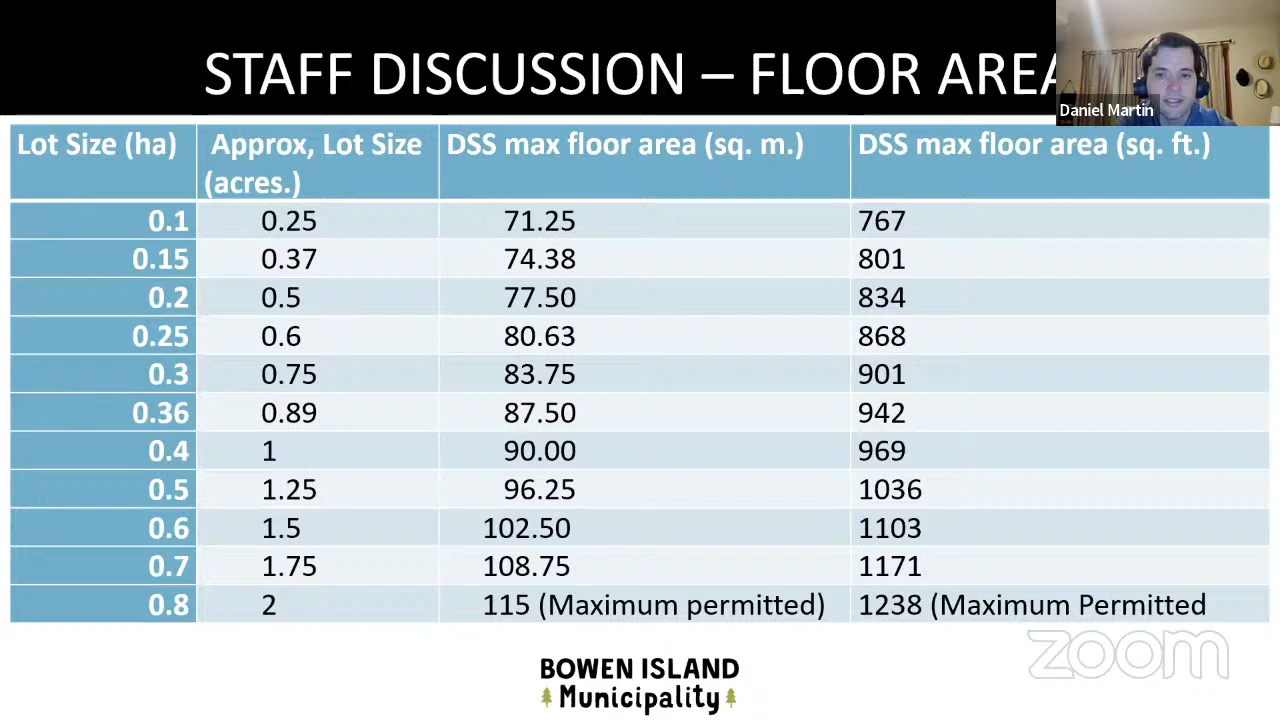 STAFF DISCUSSION – FLOOR AREA
Daniel Martin
Lot Size (ha) Approx, Lot Size (acres.) DSS max floor area (sq. m.) DSS max floor area (sq. ft.)
0.1 0.25 71.25 767
0.15 0.37 74.38 801
0.2 0.5 77.50 834
0.25 0.6 80.63 868
0.3 0.75 83.75 901
0.36 0.89 87.50 942
0.4 1 90.00 969
0.5 1.25 96.25 1036
0.6 1.5 102.50 1103
0.7 1.75 108.75 1171
0.8 2 115 (Maximum permitted) 1238 (Maximum Permitted
zoom
BOWEN ISLAND
Municipality